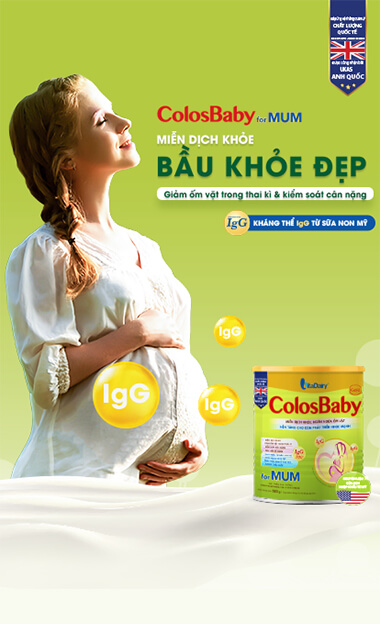 CHẤT LƯỢNG
QUỐC TẾ
UKAS
ANH QUỐC
ColosBaby for MUM
MIỄN DỊCH KHỎE
BẦU KHỎE ĐẸP
Giảm ốm vặt trong thai kì & kiểm soát cân nặng
IgG KHÁNG THỂ IgG TỪ SỮA NON MỸ
IgG
IgG
IgG
VitaDairy
ColosBaby
IgG
for MUM